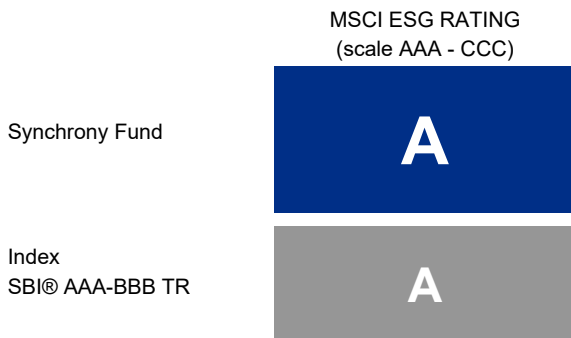 MSCI ESG RATING
(scale AAA - CCC)
Synchrony Fund
A
Index
SBI® AAA-BBB TR
A